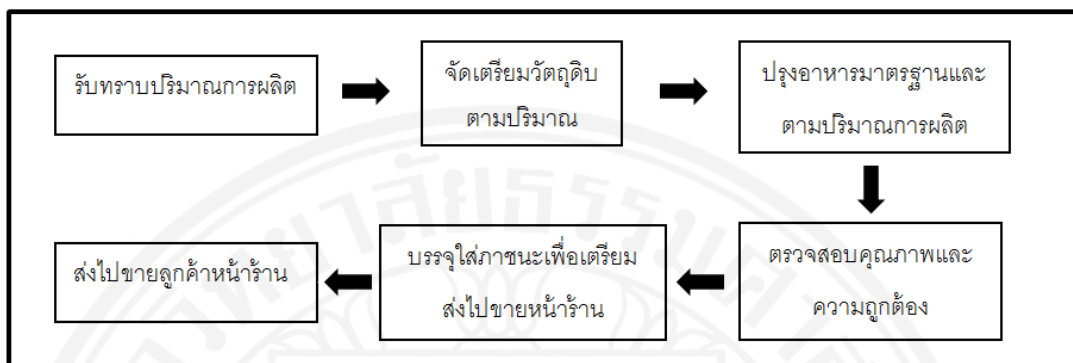 รับทราบปริมาณการผลิต
จัดเตรียมวัตถุดิบ
ตามปริมาณ
ปรุงอาหารมาตรฐานและ
ตามปริมาณการผลิต
ตรวจสอบคุณภาพและ
ความถูกต้อง
บรรจุใส่ภาชนะเพื่อเตรียม
ส่งไปขายหน้าร้าน
ส่งไปขายลูกค้าหน้าร้าน